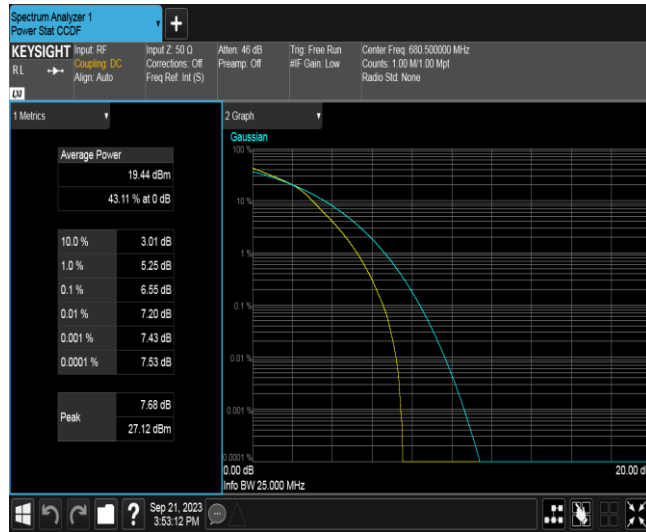 Spectrum Analyzer 1
Power Stat CCDF
+
KEYSIGHT
RL
LXI
Input: RF
Coupling: DC
Align: Auto
Input Z: 50 Ω
Corrections: Off
Freq Ref: Int (S)
Atten: 46 dB
Preamp: Off
Trig: Free Run
#IF Gain: Low
Center Freq: 680.500000 MHz
Counts: 1.00 M/1.00 Mpt
Radio Std: None
1 Metrics
Average Power
19.44 dBm
43.11 % at 0 dB
10.0 % 3.01 dB
1.0 % 5.25 dB
0.1 % 6.55 dB
0.01 % 7.20 dB
0.001 % 7.43 dB
0.0001 % 7.53 dB
Peak 7.68 dB
27.12 dBm
2 Graph
Gaussian
100 %
10 %
1 %
0.1 %
0.01 %
0.001 %
0.0001 %
0.00 dB 20.00 d
Info BW 25.000 MHz
? Sep 21, 2023
3:53:12 PM